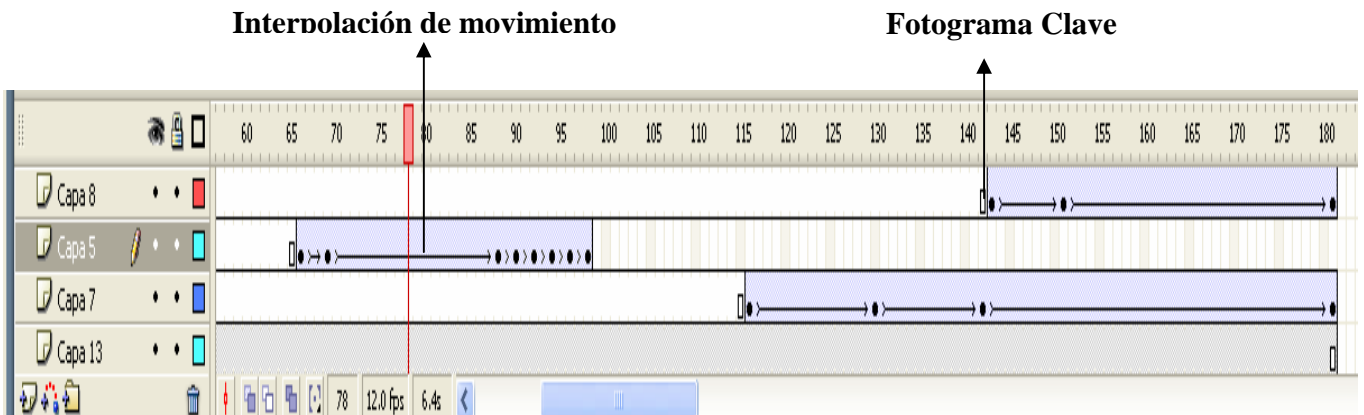 Interpolación de movimiento
Fotograma Clave
60 65 70 75 80 85 90 95 100 105 110 115 120 125 130 135 140 145 150 155 160 165 170 175 180
Capa 8
Capa 5
Capa 7
Capa 13
78 12.0 fps 6.4s